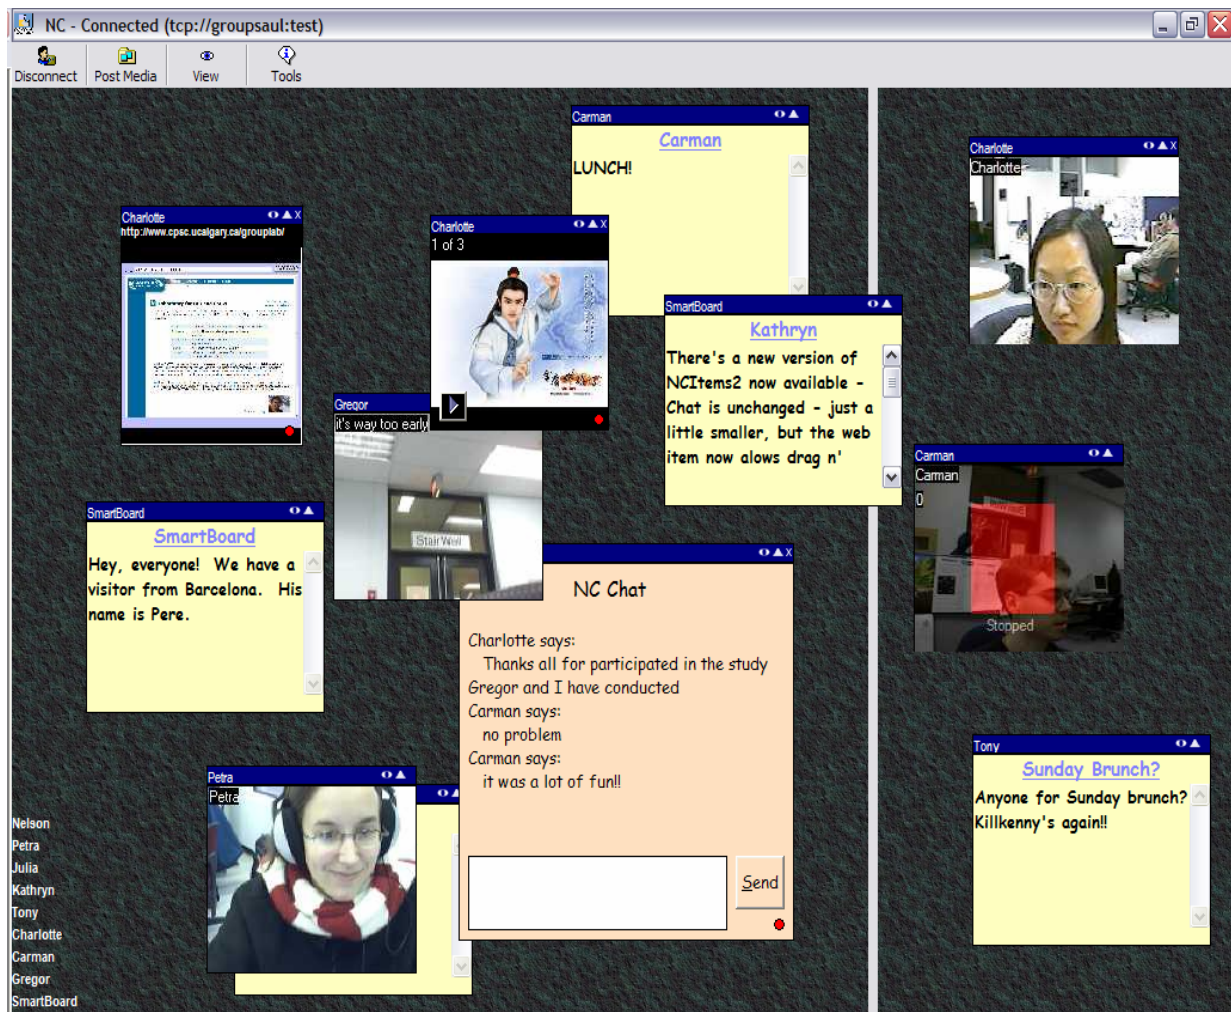 NC - Connected (tcp://groupsaul:test)
Disconnect
Post Media
View
Tools
Carman
Carman
LUNCH!
Charlotte
Charlotte
Charlotte
http://www.cpsc.ucalgary.ca/grouplab/
Charlotte
1 of 3
SmartBoard
Kathryn
There's a new version of
NCItems2 now available -
Chat is unchanged - just a
little smaller, but the web
item now alows drag n'
Gregor
it's way too early
Stair Well
Carman
Carman
0
Stopped
SmartBoard
SmartBoard
Hey, everyone! We have a
visitor from Barcelona. His
name is Pere.
NC Chat
Charlotte says:
Thanks all for participated in the study
Gregor and I have conducted
Carman says:
no problem
Carman says:
it was a lot of fun!!
Send
Tony
Sunday Brunch?
Anyone for Sunday brunch?
Killkenny's again!!
Petra
Petra
Nelson
Petra
Julia
Kathryn
Tony
Charlotte
Carman
Gregor
SmartBoard